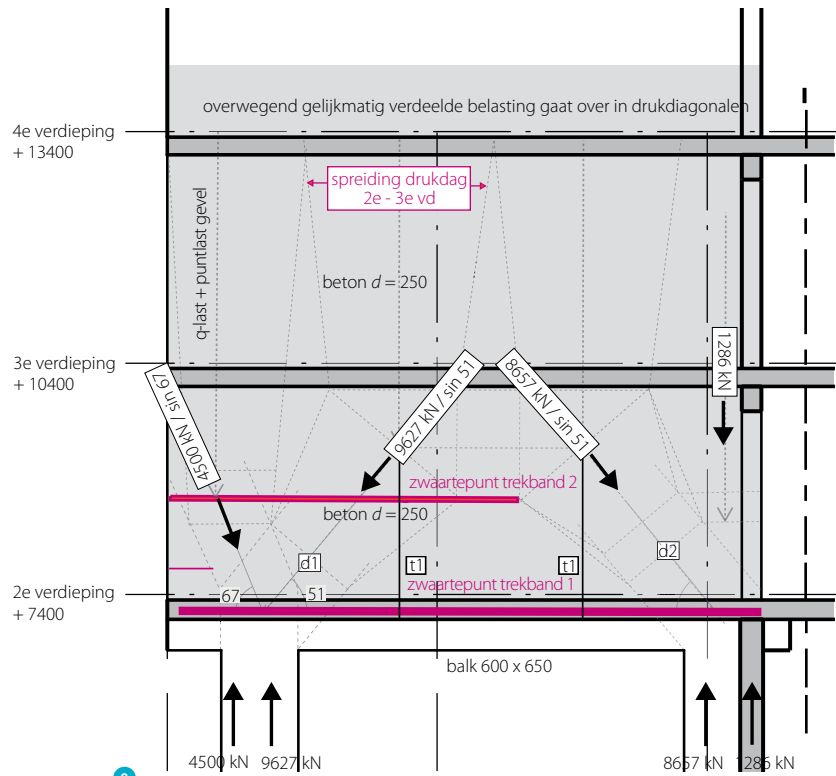 overwegend gelijkmatig verdeelde belasting gaat over in drukdiagonalen
4e verdieping
+ 13400
spreiding drukdag
2e - 3e vd
q-last + puntlast gevel
beton d = 250
3e verdieping
+ 10400
1286 kN
4500 kN / sin 67
9627 kN / sin 51
8657 kN / sin 51
zwaartepunt trekband 2
beton d = 250
d1
t1
t1
d2
zwaartepunt trekband 1
2e verdieping
+ 7400
67
51
balk 600 x 650
4500 kN
9627 kN
8657 kN
1286 kN